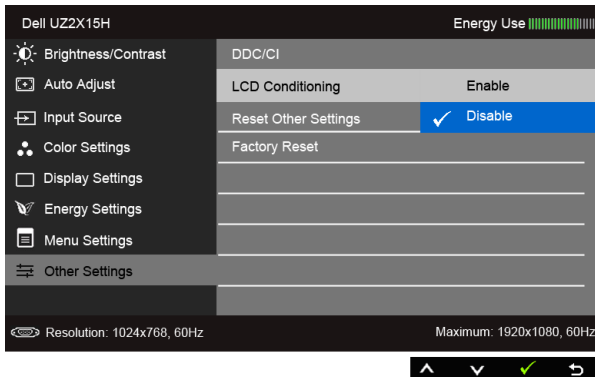 Dell UZ2X15H Energy Use
Brightness/Contrast DDC/CI
Auto Adjust LCD Conditioning Enable
Input Source Reset Other Settings Disable
Color Settings Factory Reset
Display Settings
Energy Settings
Menu Settings
Other Settings
Resolution: 1024x768, 60Hz Maximum: 1920x1080, 60Hz